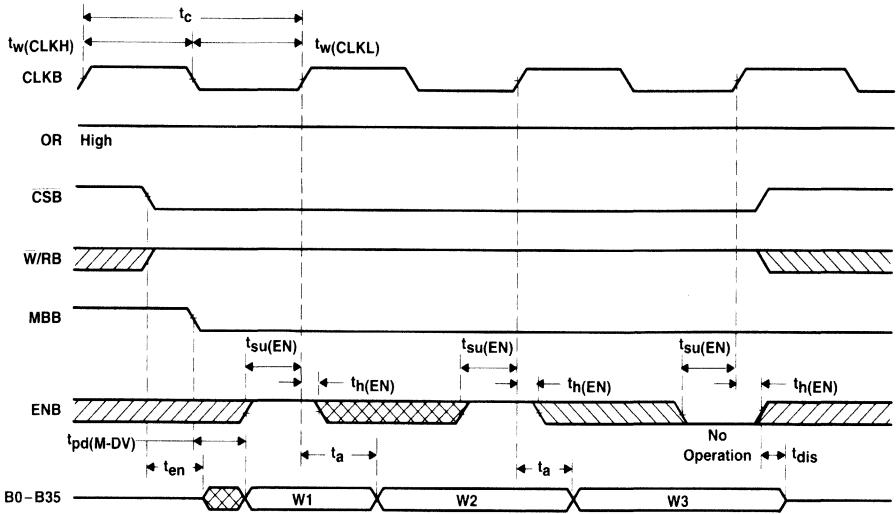 tc
tw(CLKH)
tw(CLKL)
CLKB
OR High
CSB
W/RB
MBB
tsu(EN) tsu(EN) tsu(EN)
th(EN) th(EN) th(EN)
ENB
No
Operation
tpd(M-DV)
ten ta ta tdis
B0–B35 W1 W2 W3